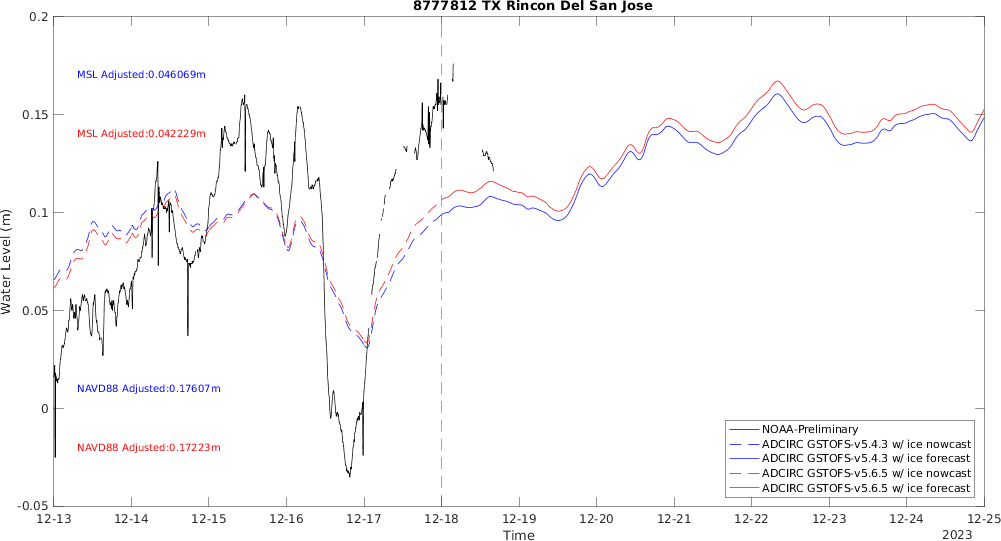 8777812 TX Rincon Del San Jose
0.2
0.15
0.1
0.05
0
-0.05
Water Level (m)
MSL Adjusted:0.046069m
MSL Adjusted:0.042229m
NAVD88 Adjusted:0.17607m
NAVD88 Adjusted:0.17223m
NOAA-Preliminary
ADCIRC GSTOFS-v5.4.3 w/ ice nowcast
ADCIRC GSTOFS-v5.4.3 w/ ice forecast
ADCIRC GSTOFS-v5.6.5 w/ ice nowcast
ADCIRC GSTOFS-v5.6.5 w/ ice forecast
12-13 12-14 12-15 12-16 12-17 12-18 12-19 12-20 12-21 12-22 12-23 12-24 12-25
Time
2023